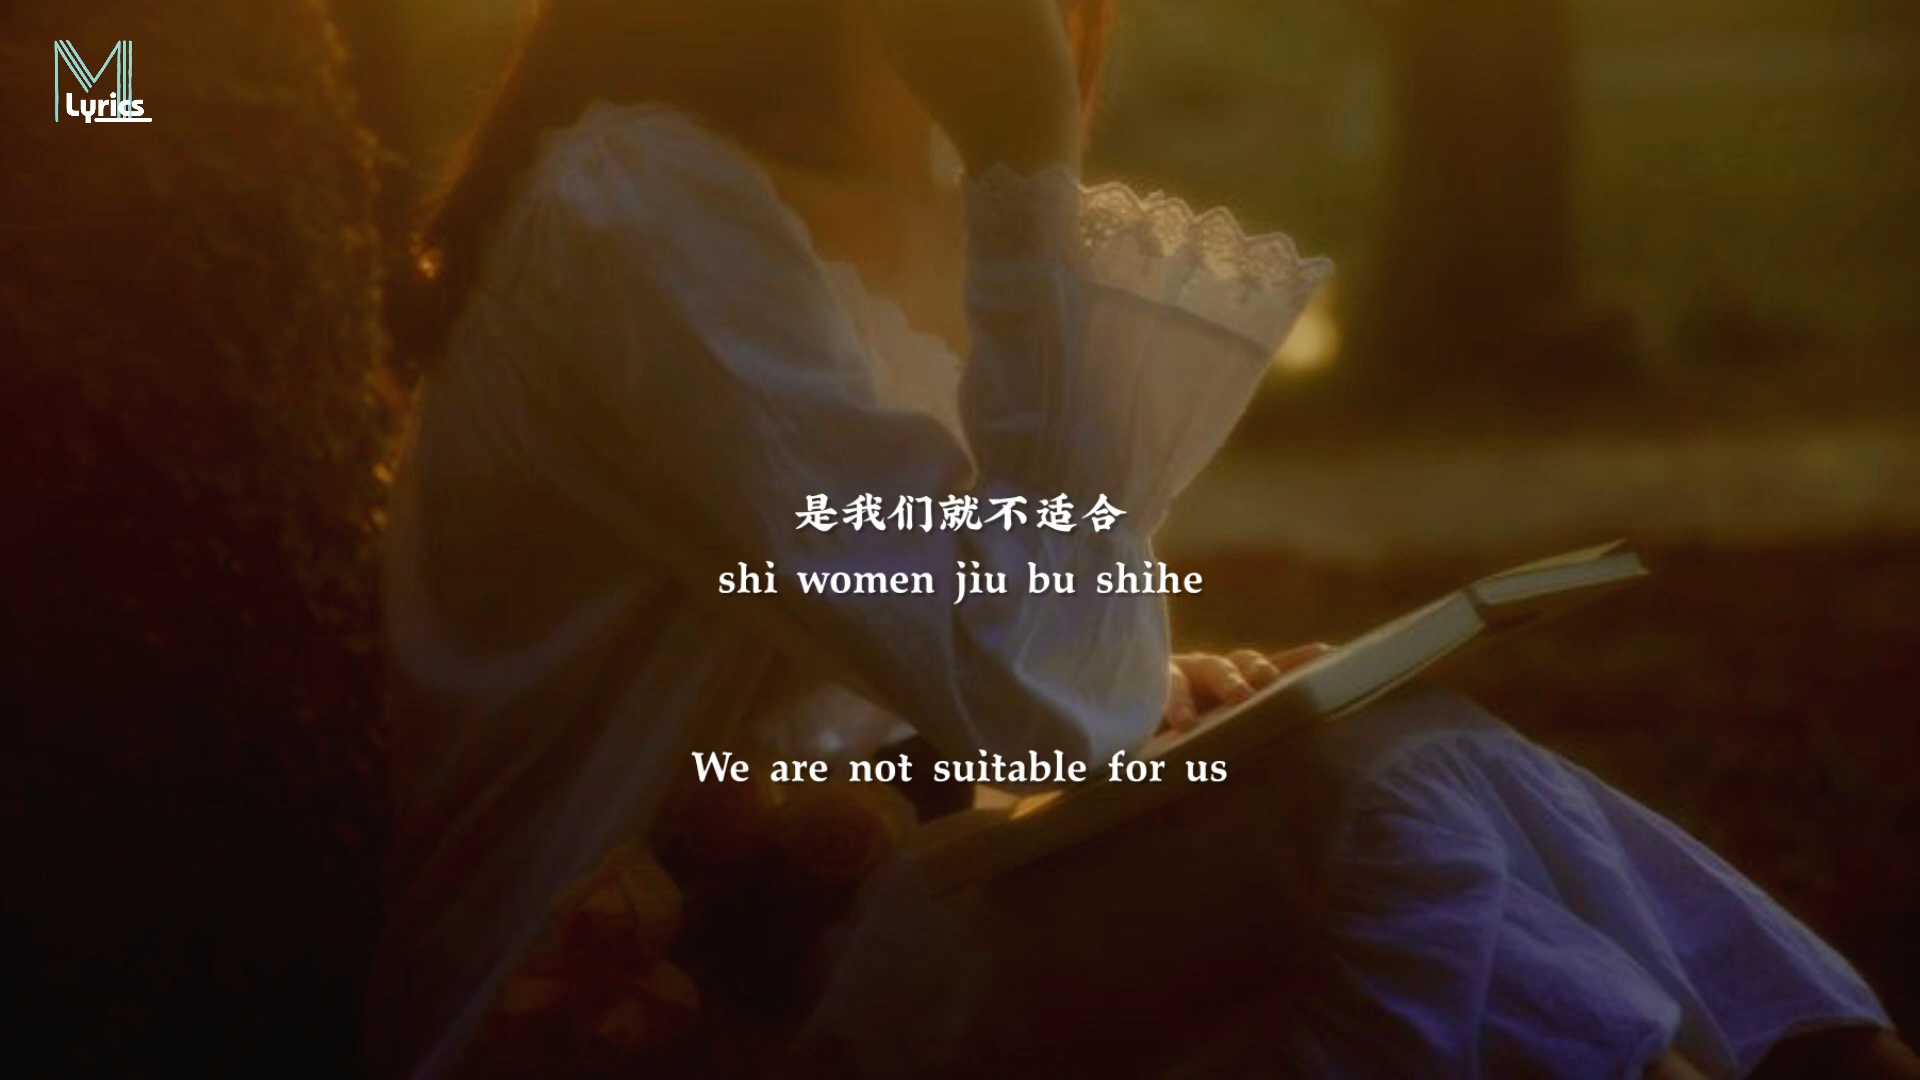 M
Lyrics
是我们就不适合
shi women jiu bu shihe
We are not suitable for us